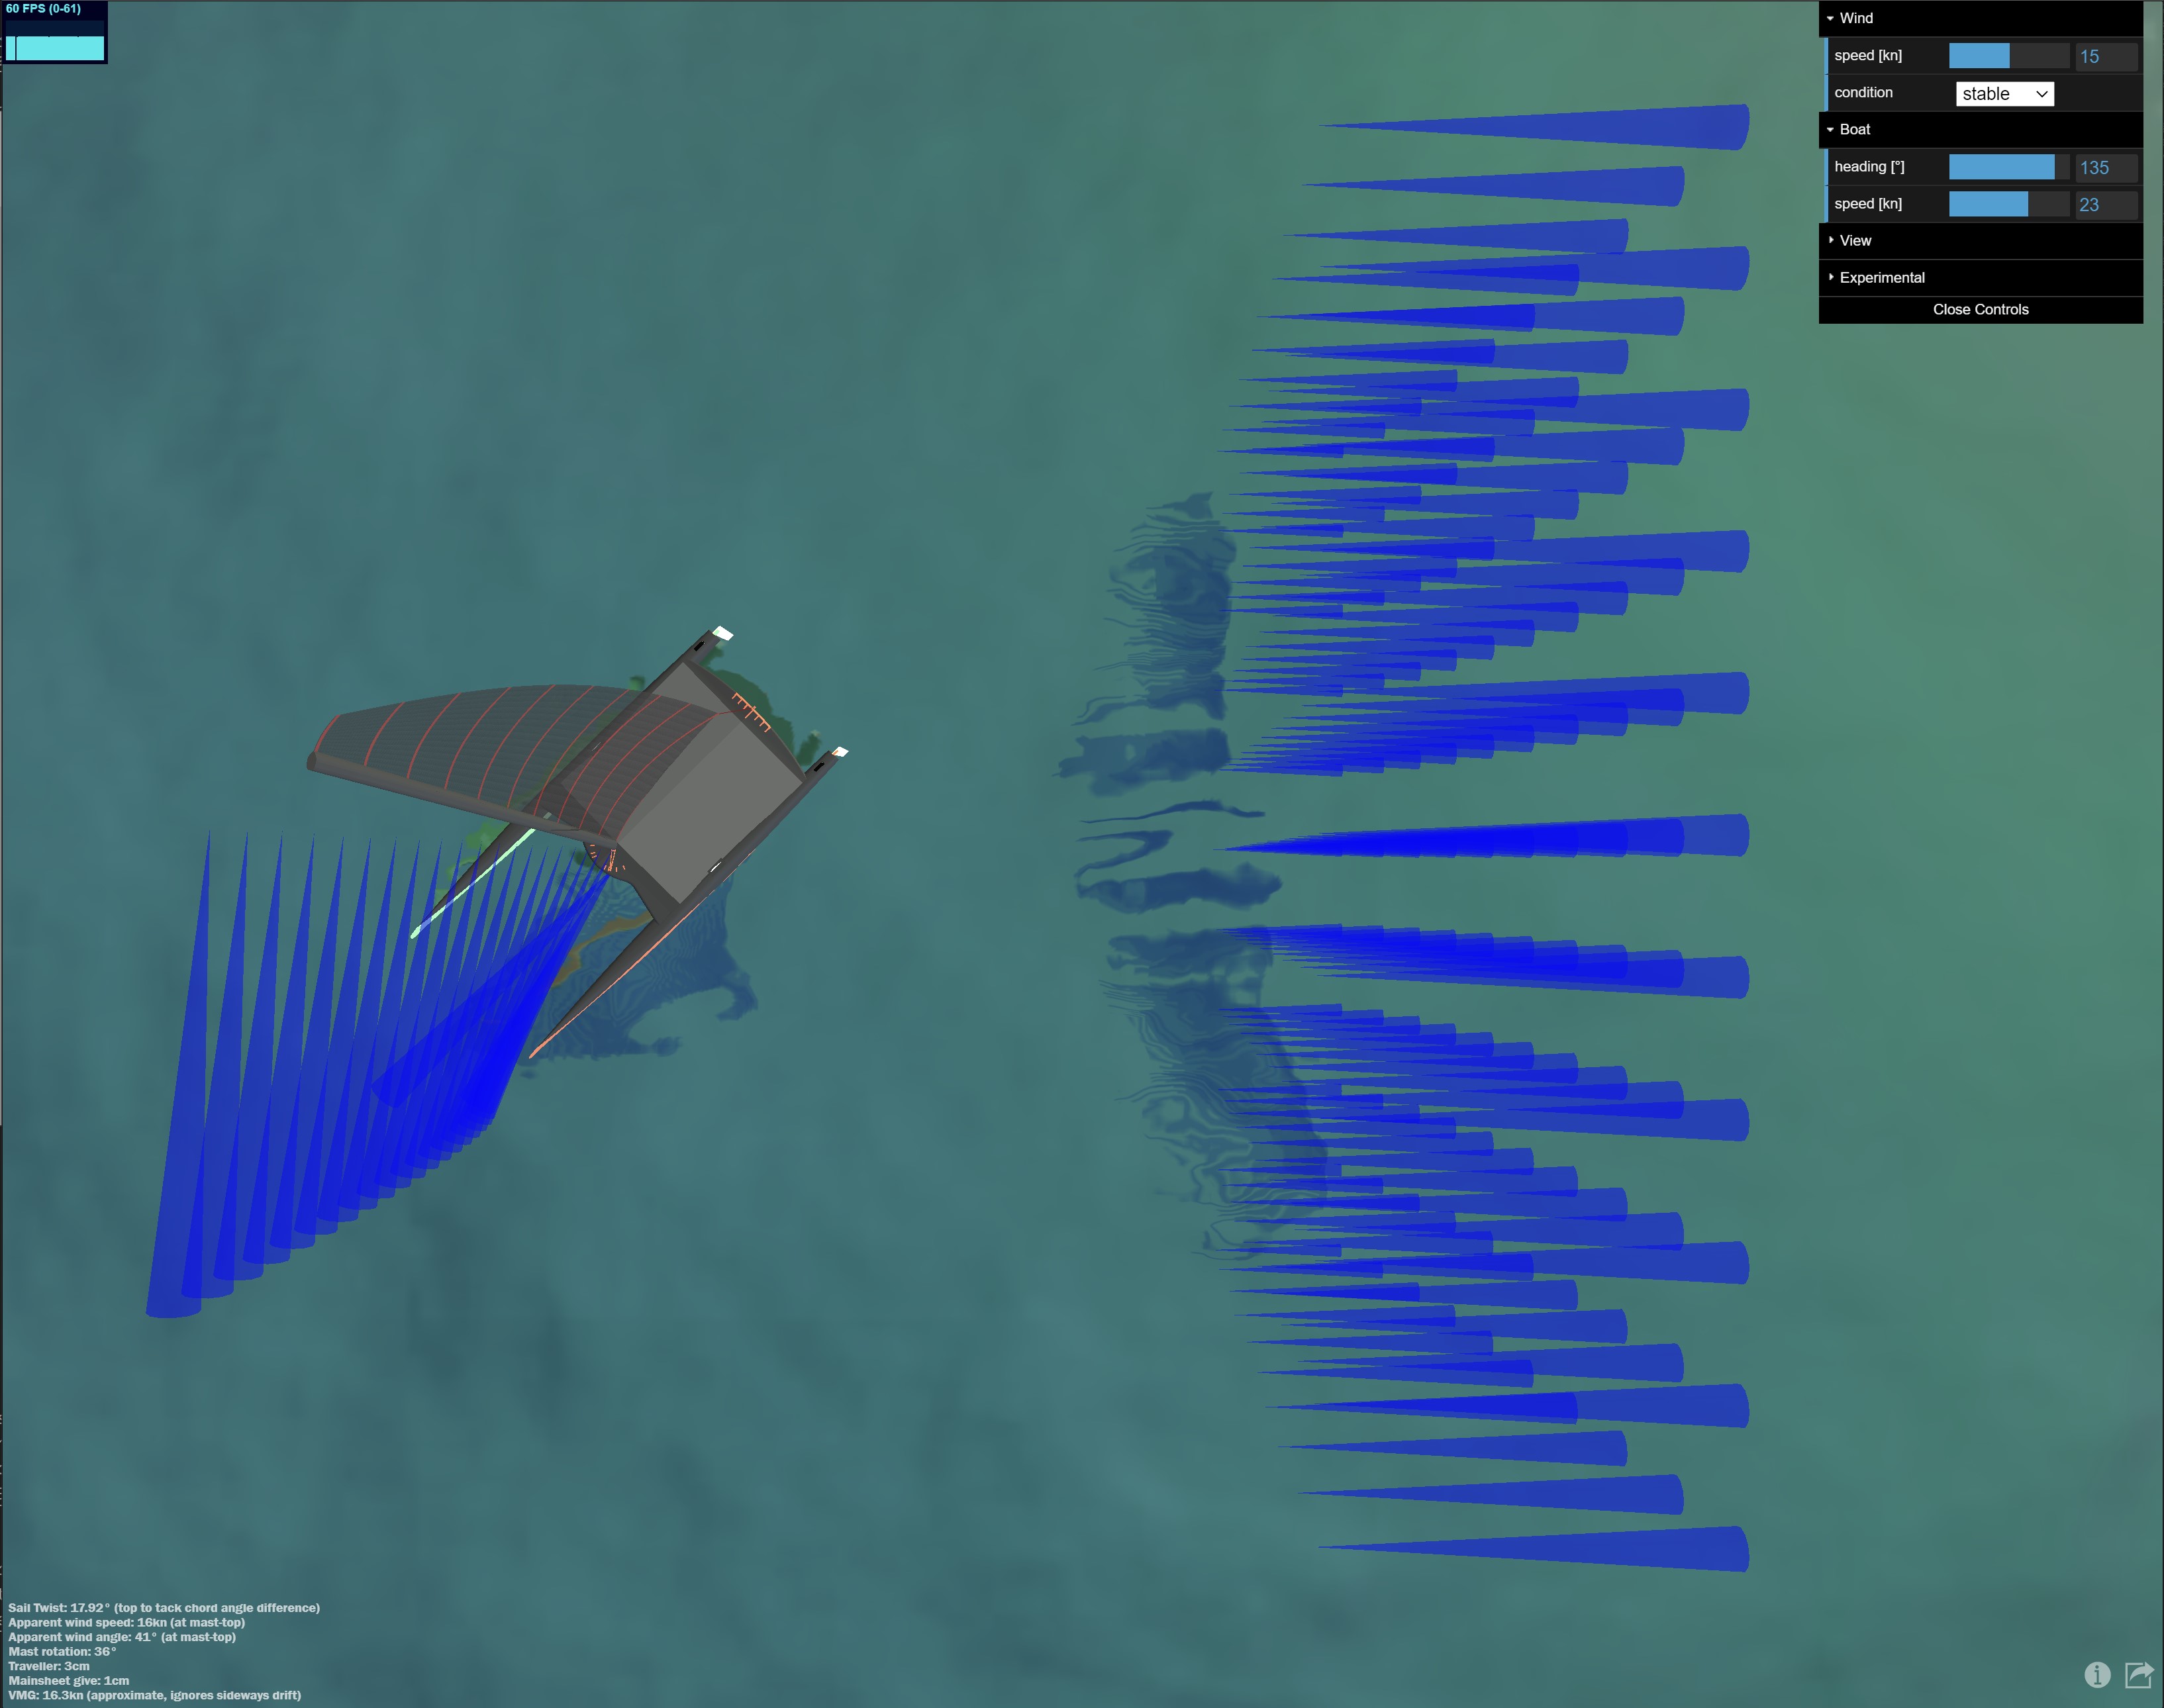 60 FPS (0-61)
Wind
speed [kn] 15
condition stable
Boat
heading [°] 135
speed [kn] 23
View
Experimental
Close Controls
Sail Twist: 17.92° (top to tack chord angle difference)
Apparent wind speed: 16kn (at mast-top)
Apparent wind angle: 41° (at mast-top)
Mast rotation: 36°
Traveller: 3cm
Mainsheet give: 1cm
VMG: 16.3kn (approximate, ignores sideways drift)